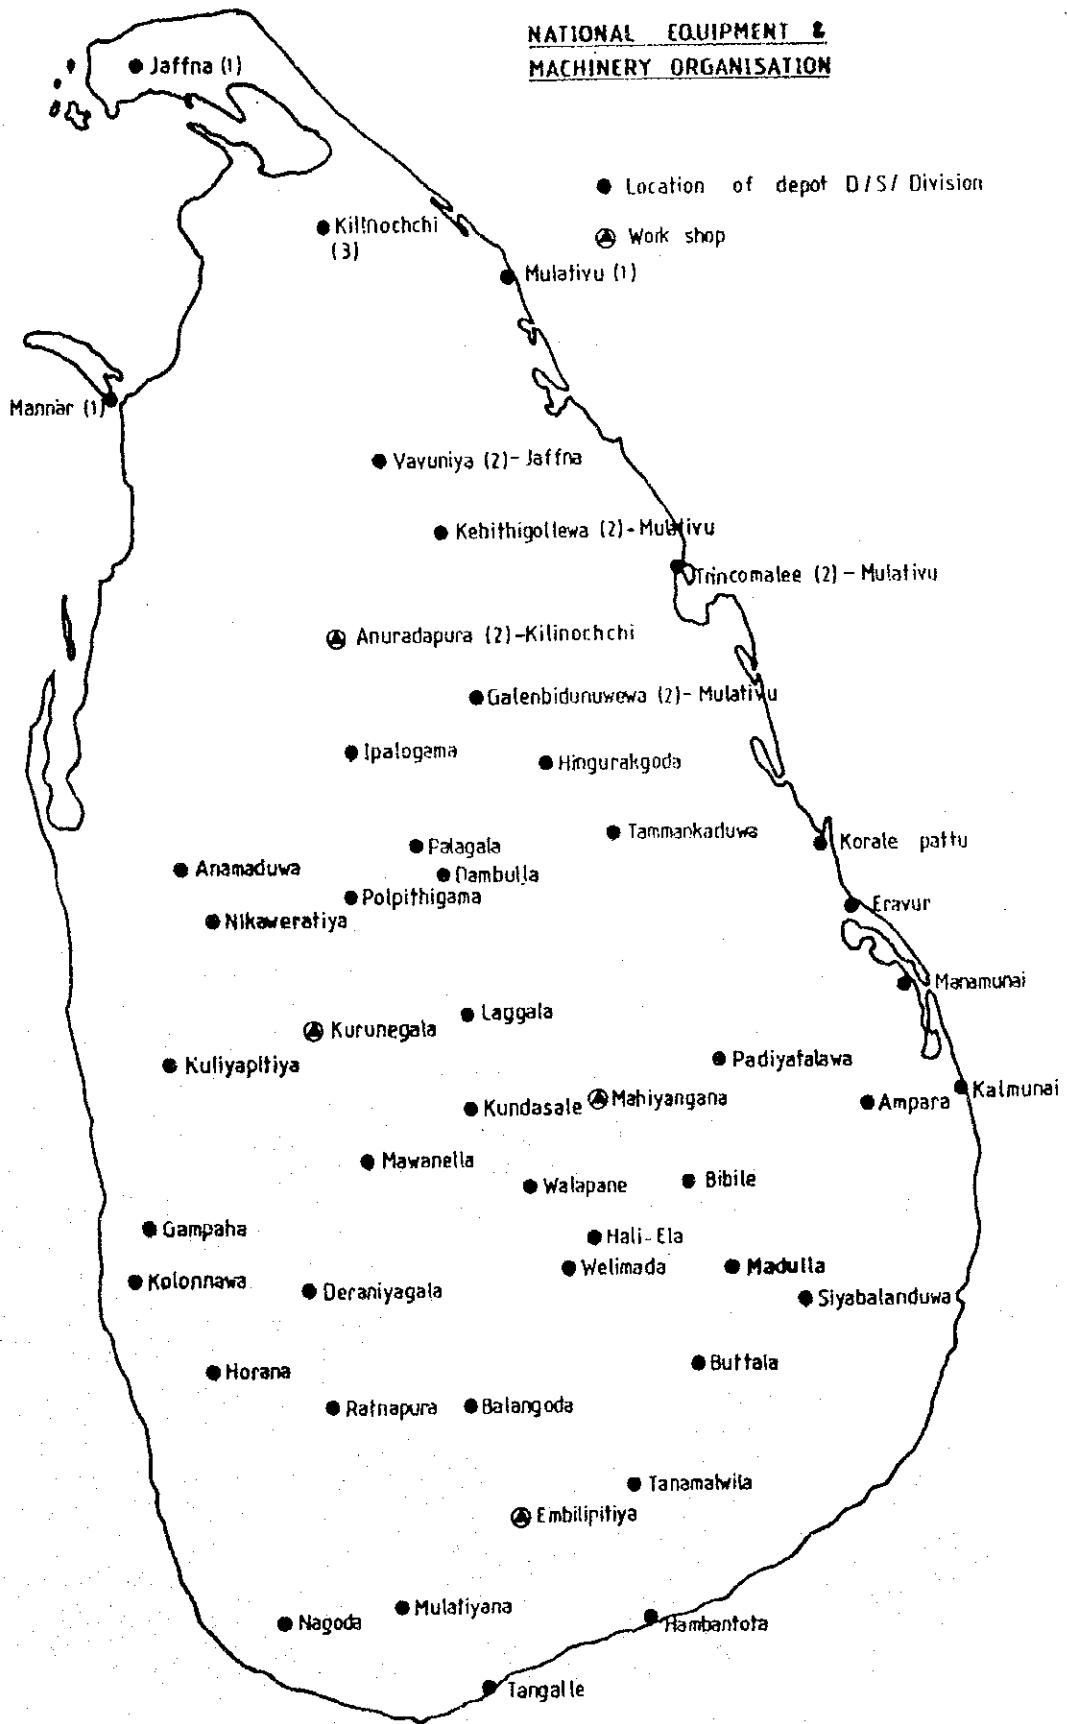 NATIONAL EQUIPMENT &
MACHINERY ORGANISATION
Jaffna (1)
Location of depot D/S/ Division
Work shop
Killnochchi
(3)
Mulativu (1)
Mannar (1)
Vavuniya (2)-Jaffna
Kebithigollewa (2)-Mulativu
Trincomalee (2)-Mulativu
Anuradapura (2)-Kilinochchi
Galenbidunuwewa (2)-Mulativu
Ipalogama
Hingurakgoda
Tammankaduwa
Korale pattu
Palagala
Anamaduwa
Dambulla
Polpithigama
Eravur
Nikaweratiya
Manamunai
Laggala
Kurunegala
Padiyatalawa
Kuliyapitiya
Kalmunai
Mahiyangana
Ampara
Kundasale
Mawanella
Bibile
Walapane
Gampaha
Hali-Ela
Welimada
Madulla
Kolonnawa
Deraniyagala
Siyabalanduwa
Buttala
Horana
Ratnapura
Balangoda
Tanamalwila
Embilipitiya
Mulatiyana
Nagoda
Hambantota
Tangalle